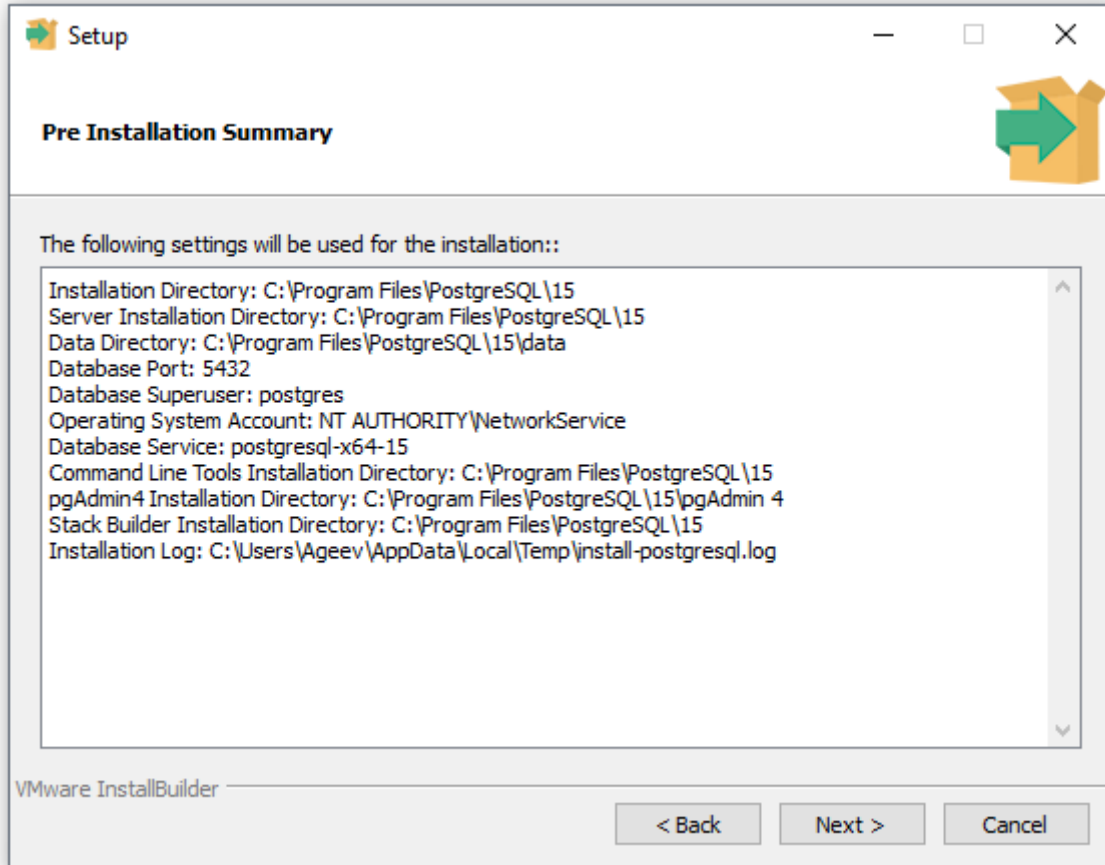 Setup
Pre Installation Summary
The following settings will be used for the installation::
Installation Directory: C:\Program Files\PostgreSQL\15
Server Installation Directory: C:\Program Files\PostgreSQL\15
Data Directory: C:\Program Files\PostgreSQL\15\data
Database Port: 5432
Database Superuser: postgres
Operating System Account: NT AUTHORITY\NetworkService
Database Service: postgresql-x64-15
Command Line Tools Installation Directory: C:\Program Files\PostgreSQL\15
pgAdmin4 Installation Directory: C:\Program Files\PostgreSQL\15\pgAdmin 4
Stack Builder Installation Directory: C:\Program Files\PostgreSQL\15
Installation Log: C:\Users\Ageev\AppData\Local\Temp\install-postgresql.log
VMware InstallBuilder
< Back Next > Cancel